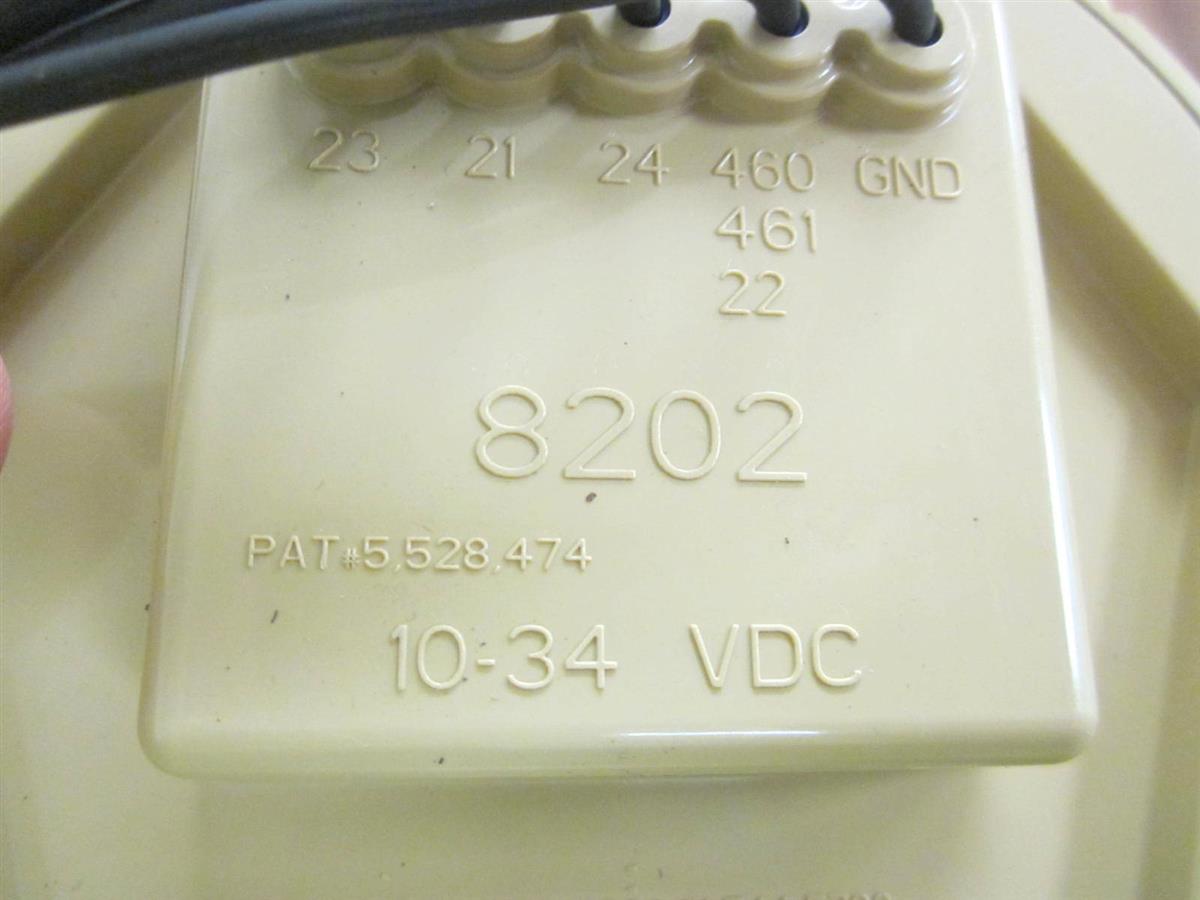 23 21 24 460 GND
461
22
8202
PAT#5,528,474
10-34 VDC